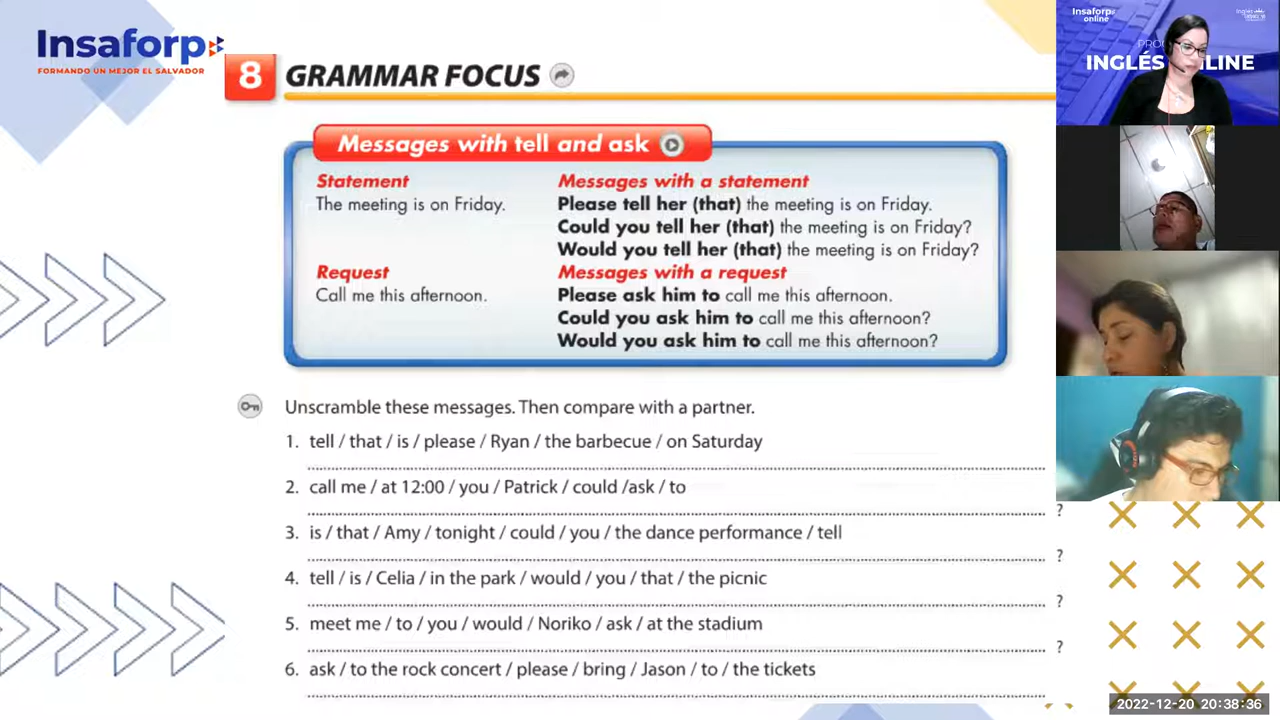 Insaforp
FORMANDO UN MEJOR EL SALVADOR
8 GRAMMAR FOCUS
Messages with tell and ask
Statement
The meeting is on Friday.
Messages with a statement
Please tell her (that) the meeting is on Friday.
Could you tell her (that) the meeting is on Friday?
Would you tell her (that) the meeting is on Friday?
Request
Call me this afternoon.
Messages with a request
Please ask him to call me this afternoon.
Could you ask him to call me this afternoon?
Would you ask him to call me this afternoon?
Unscramble these messages. Then compare with a partner.
1. tell / that / is / please / Ryan / the barbecue / on Saturday
2. call me / at 12:00 / you / Patrick / could /ask / to
?
3. is / that / Amy / tonight / could / you / the dance performance / tell
?
4. tell / is / Celia / in the park / would / you / that / the picnic
?
5. meet me / to / you / would / Noriko / ask / at the stadium
?
6. ask / to the rock concert / please / bring / Jason / to / the tickets
Insaforp
online
INGLÉS ONLINE
2022-12-20 20:38:36